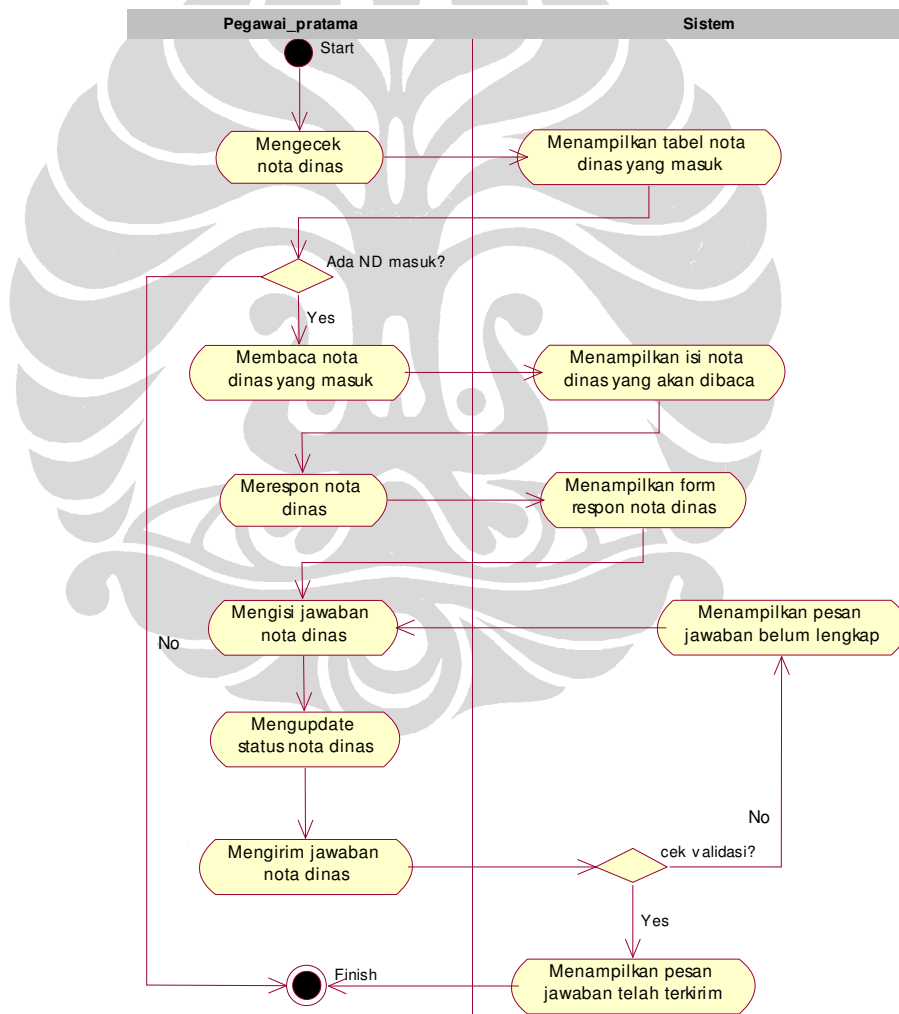 Pegawai_pratama
Sistem
Start
Mengecek
nota dinas
Menampilkan tabel nota
dinas yang masuk
Ada ND masuk?
Yes
Membaca nota
dinas yang masuk
Menampilkan isi nota
dinas yang akan dibaca
Merespon nota
dinas
Menampilkan form
respon nota dinas
Mengisi jawaban
nota dinas
Menampilkan pesan
jawaban belum lengkap
No
Mengupdate
status nota dinas
No
Mengirim jawaban
nota dinas
cek validasi?
Yes
Finish
Menampilkan pesan
jawaban telah terkirim